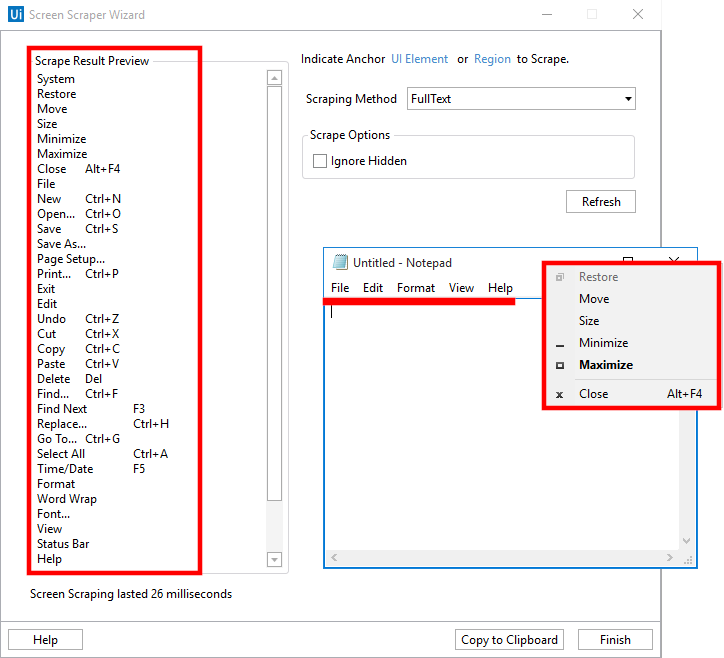 Ui Screen Scraper Wizard
Scrape Result Preview
System
Restore
Move
Size
Minimize
Maximize
Close Alt+F4
File
New Ctrl+N
Open... Ctrl+O
Save Ctrl+S
Save As...
Page Setup...
Print... Ctrl+P
Exit
Edit
Undo Ctrl+Z
Cut Ctrl+X
Copy Ctrl+C
Paste Ctrl+V
Delete Del
Find... Ctrl+F
Find Next F3
Replace... Ctrl+H
Go To... Ctrl+G
Select All Ctrl+A
Time/Date F5
Format
Word Wrap
Font...
View
Status Bar
Help
Screen Scraping lasted 26 milliseconds
Indicate Anchor UI Element or Region to Scrape.
Scraping Method FullText
Scrape Options
Ignore Hidden
Refresh
Untitled - Notepad
File Edit Format View Help
Restore
Move
Size
Minimize
Maximize
Close Alt+F4
Help
Copy to Clipboard
Finish